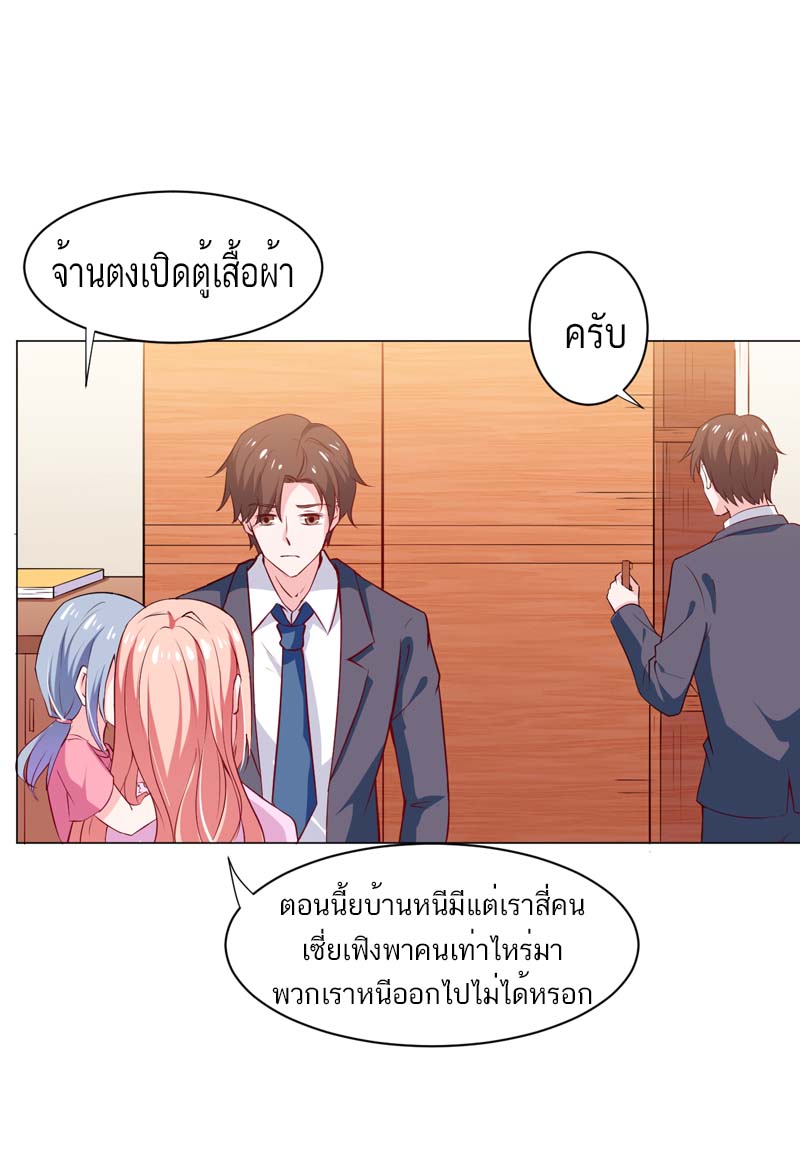 จ้านตงเปิดตู้เสื้อผ้า
ครับ
ตอนนี้ยบ้านหนีมีแต่เราสี่คน
เซี่ยเฟิงพาคนเท่าไหร่มา
พวกเราหนีออกไปไม่ได้หรอก